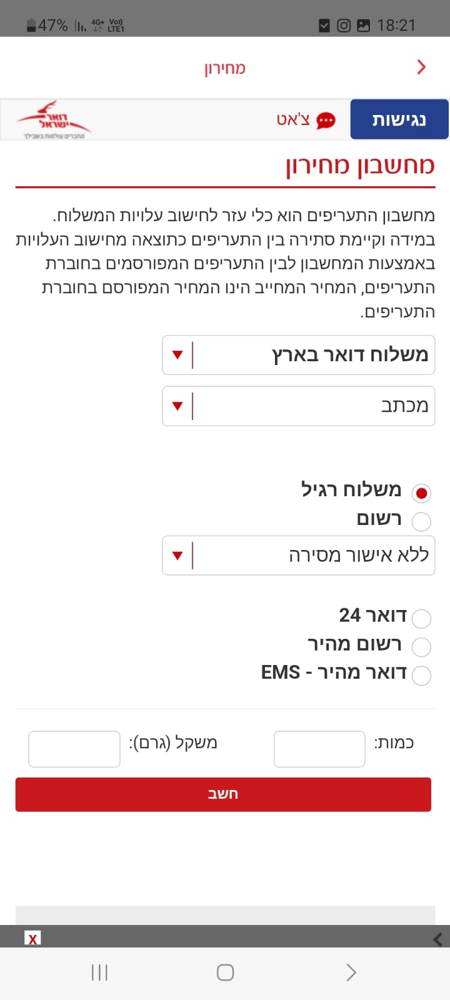 47% 4G+ Vo) LTE1 18:21
מחירון
נגישות
צ'אט
דואר ישראל
מחברים עולמות בשבילך
מחשבון מחירון
מחשבון התעריפים הוא כלי עזר לחישוב עלויות המשלוח.
במידה וקיימת סתירה בין התעריפים כתוצאה מחישוב העלויות
באמצעות המחשבון לבין התעריפים המפורסמים בחוברת
התעריפים, המחיר המחייב הינו המחיר המפורסם בחוברת
התעריפים.
משלוח דואר בארץ
מכתב
משלוח רגיל
רשום
ללא אישור מסירה
דואר 24
רשום מהיר
דואר מהיר - EMS
כמות: משקל (גרם):
חשב
X